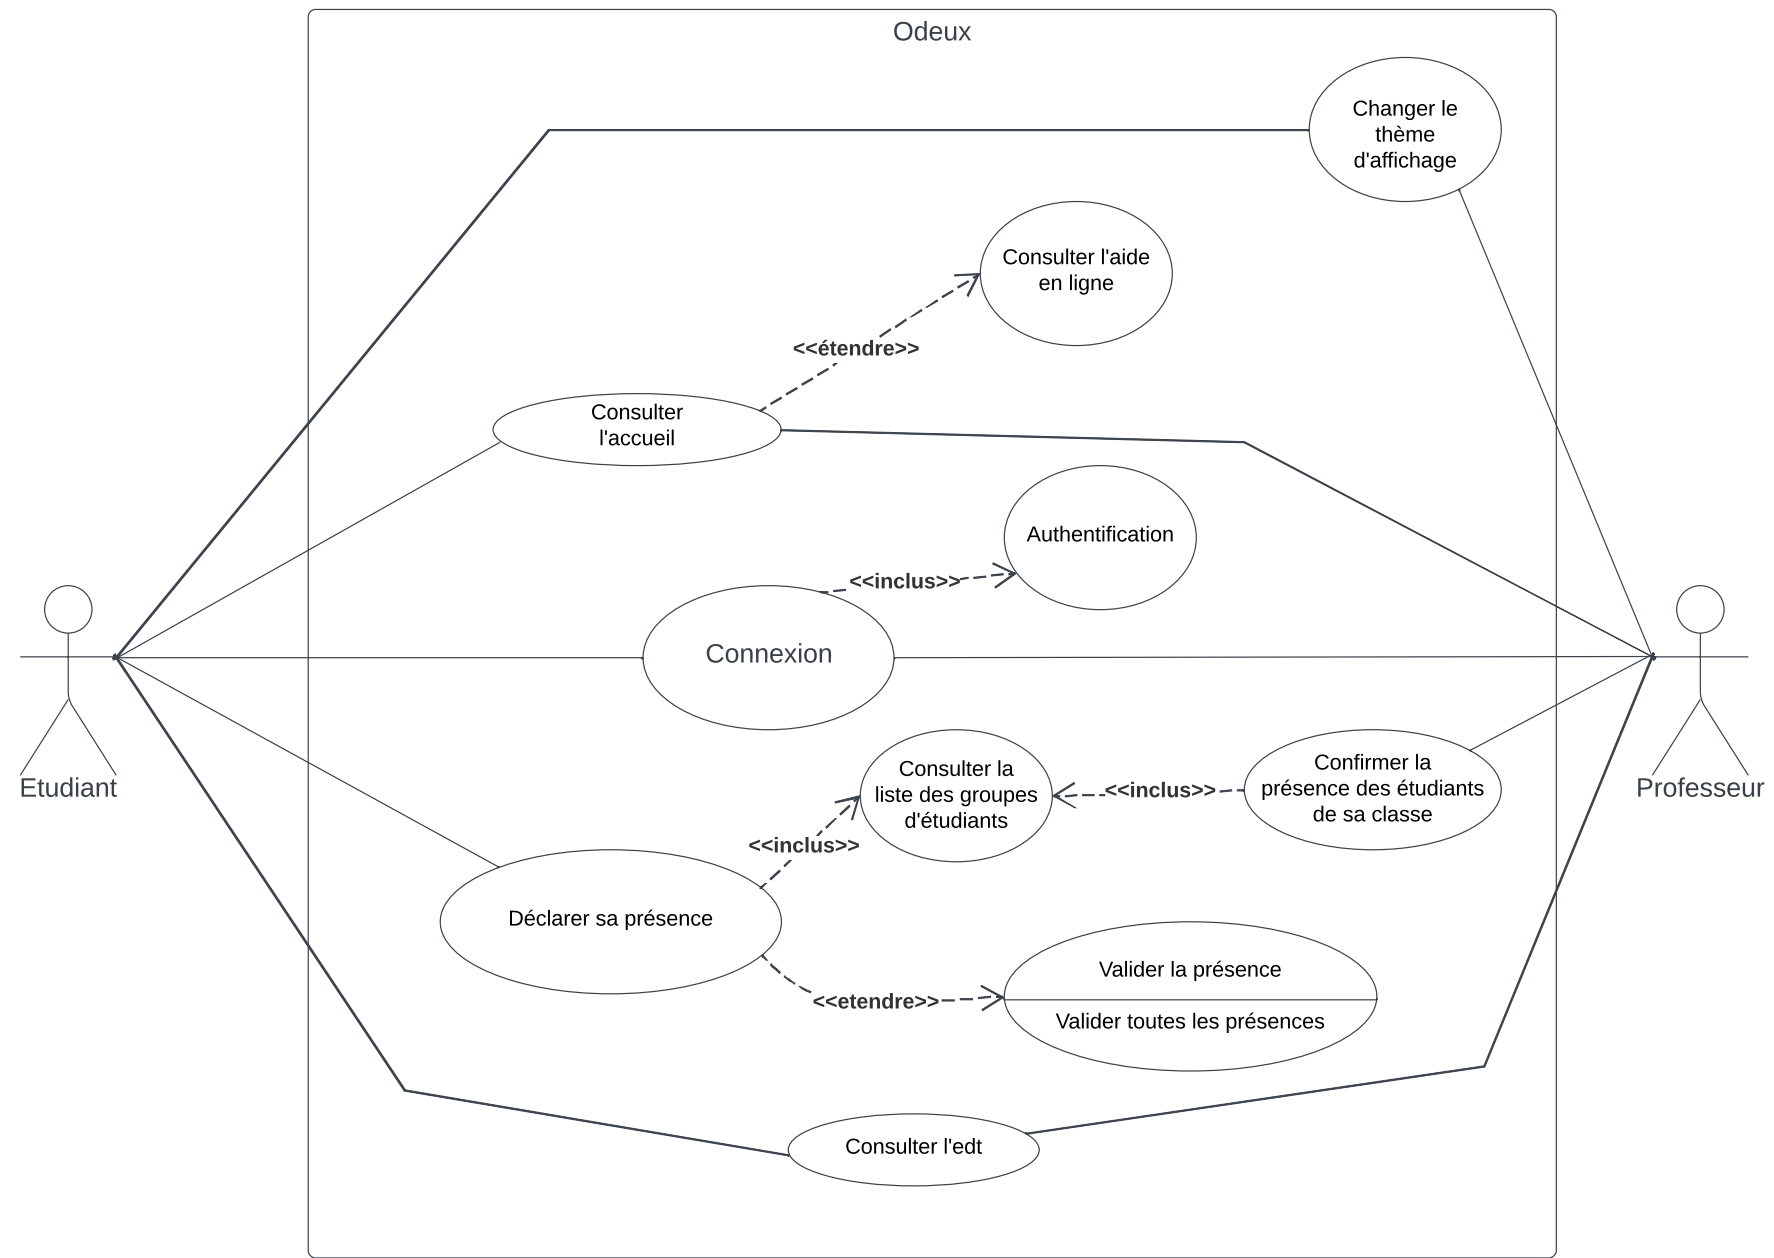 Odeux
Changer le
thème
d'affichage
Consulter l'aide
en ligne
<<étendre>>
Consulter
l'accueil
Authentification
<<inclus>>
Connexion
Etudiant
Professeur
Consulter la
liste des groupes
d'étudiants
<<inclus>>
Confirmer la
présence des étudiants
de sa classe
<<inclus>>
Déclarer sa présence
<<etendre>>
Valider la présence
Valider toutes les présences
Consulter l'edt